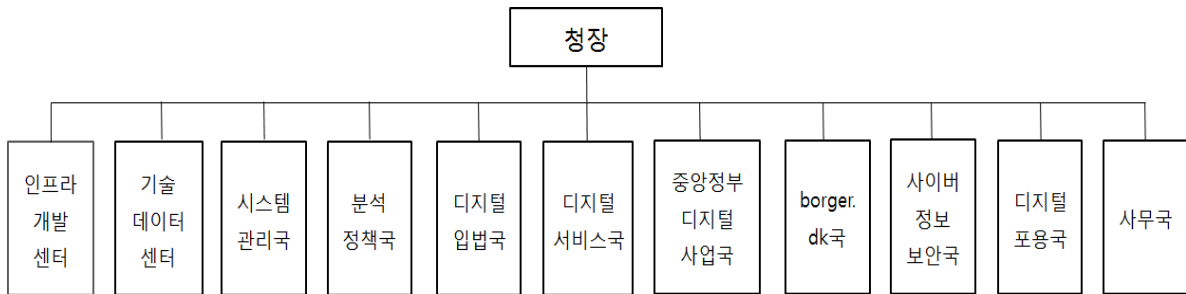 청장
인프라
개발
센터
기술
데이터
센터
시스템
관리국
분석
정책국
디지털
입법국
디지털
서비스국
중앙정부
디지털
사업국
borger.
dk국
사이버
정보
보안국
디지털
포용국
사무국